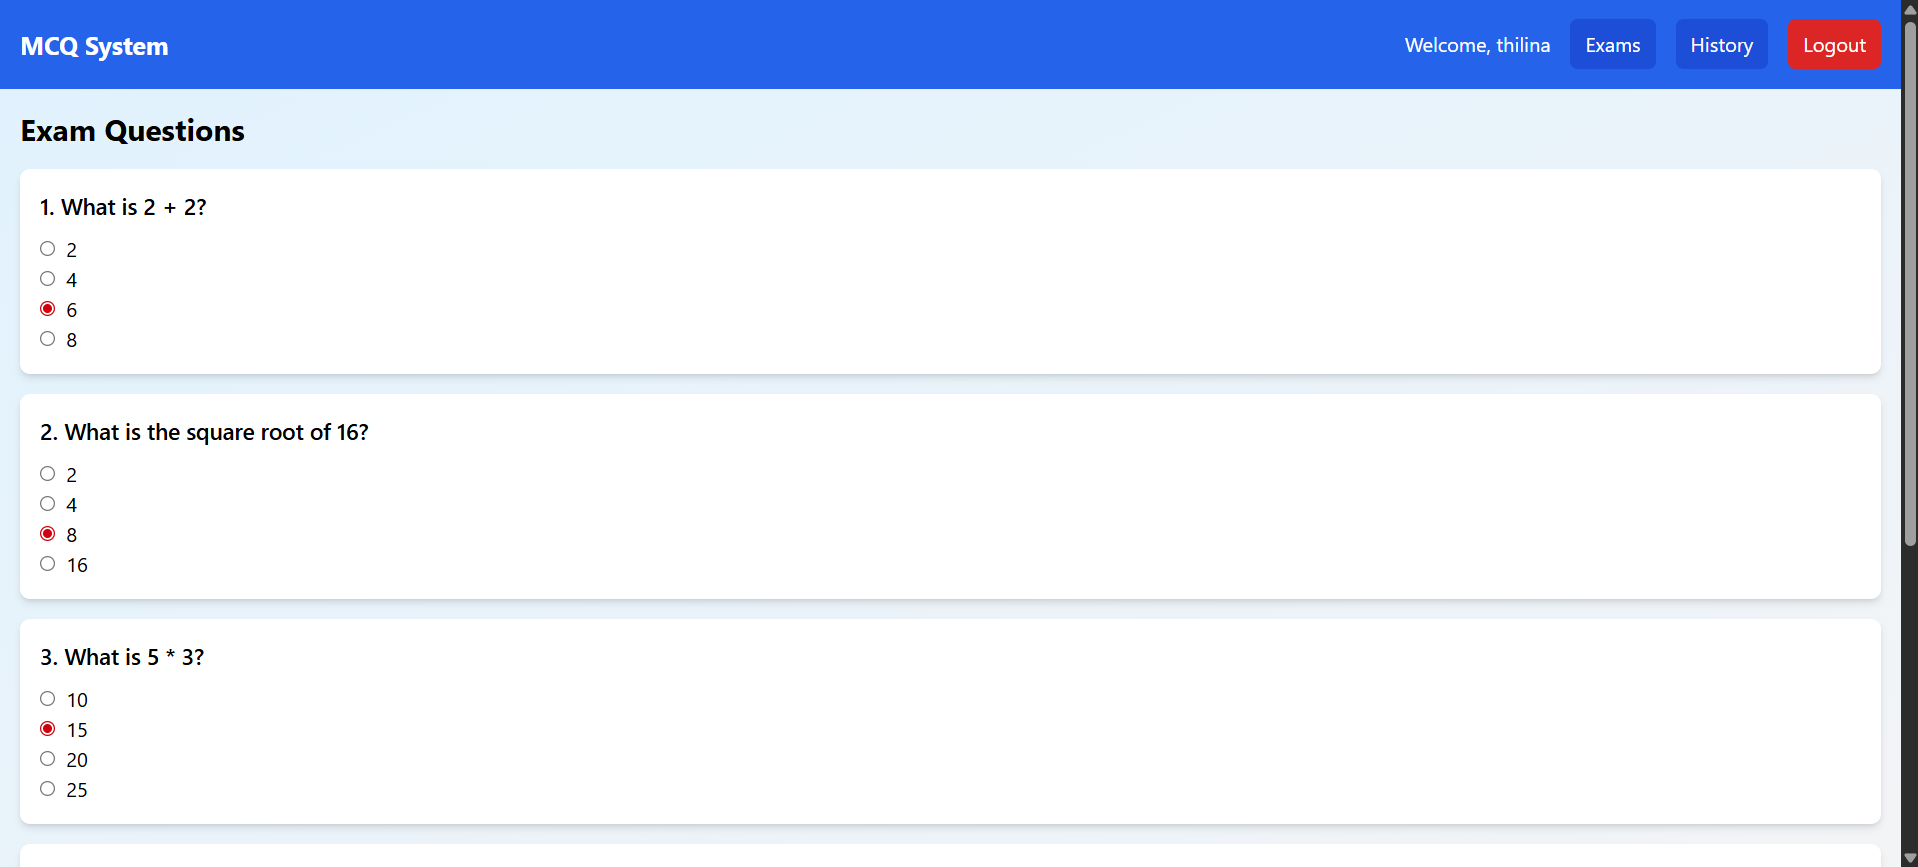 MCQ System
Welcome, thilina
Exams
History
Logout
Exam Questions
1. What is 2 + 2?
2
4
6
8
2. What is the square root of 16?
2
4
8
16
3. What is 5 * 3?
10
15
20
25